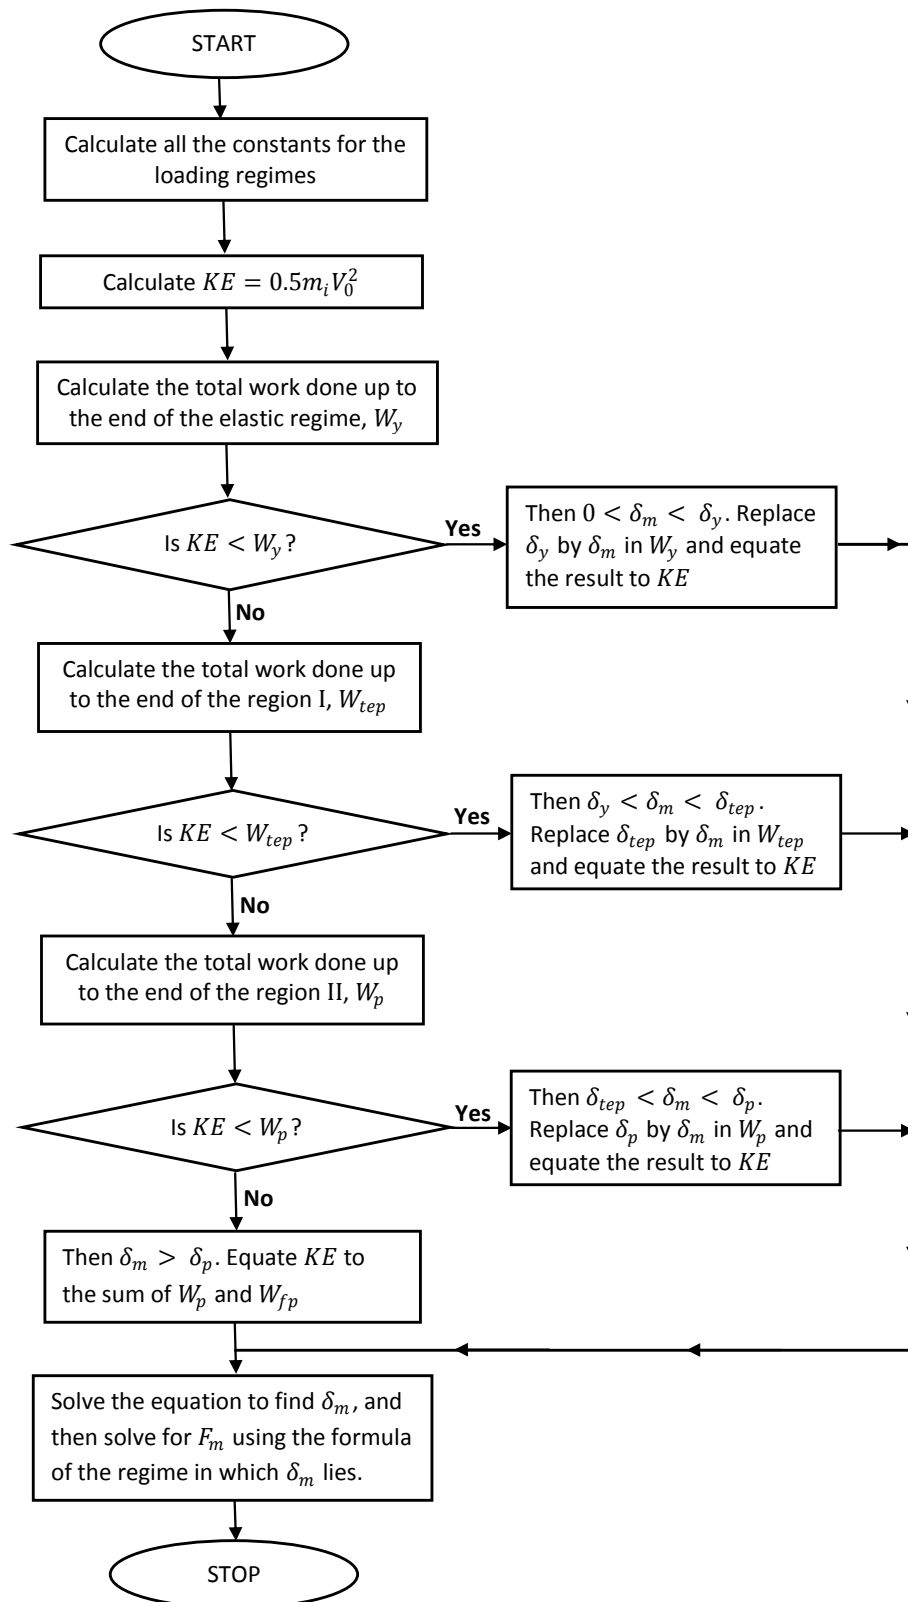 START
Calculate all the constants for the
loading regimes
Calculate KE = 0.5m_iV_0^2
Calculate the total work done up to
the end of the elastic regime, W_y
Is KE < W_y?
Yes
Then 0 < δ_m < δ_y. Replace
δ_y by δ_m in W_y and equate
the result to KE
No
Calculate the total work done up
to the end of the region I, W_tep
Is KE < W_tep?
Yes
Then δ_y < δ_m < δ_tep.
Replace δ_tep by δ_m in W_tep
and equate the result to KE
No
Calculate the total work done up
to the end of the region II, W_p
Is KE < W_p?
Yes
Then δ_tep < δ_m < δ_p.
Replace δ_p by δ_m in W_p and
equate the result to KE
No
Then δ_m > δ_p. Equate KE to
the sum of W_p and W_fp
Solve the equation to find δ_m, and
then solve for F_m using the formula
of the regime in which δ_m lies.
STOP